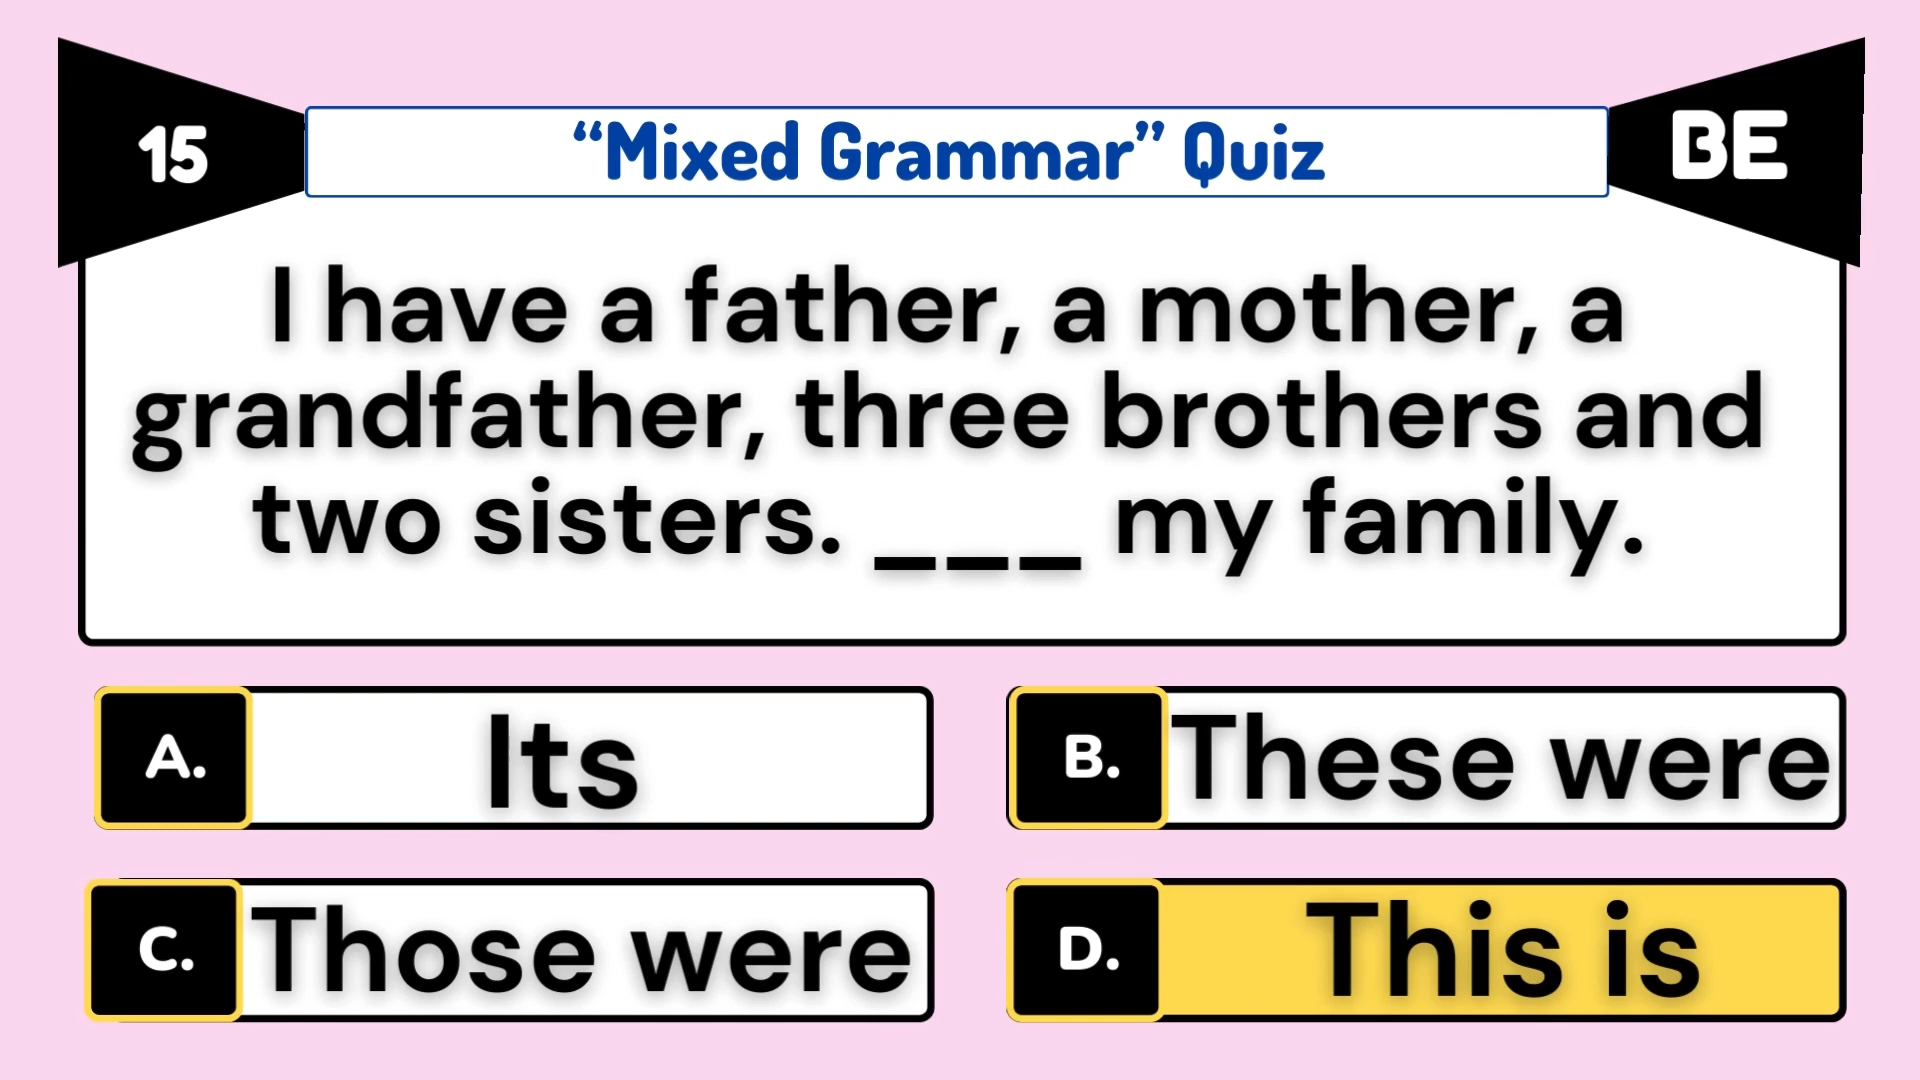 15
“Mixed Grammar” Quiz
BE
I have a father, a mother, a
grandfather, three brothers and
two sisters. ___ my family.
A.
Its
B.
These were
C.
Those were
D.
This is